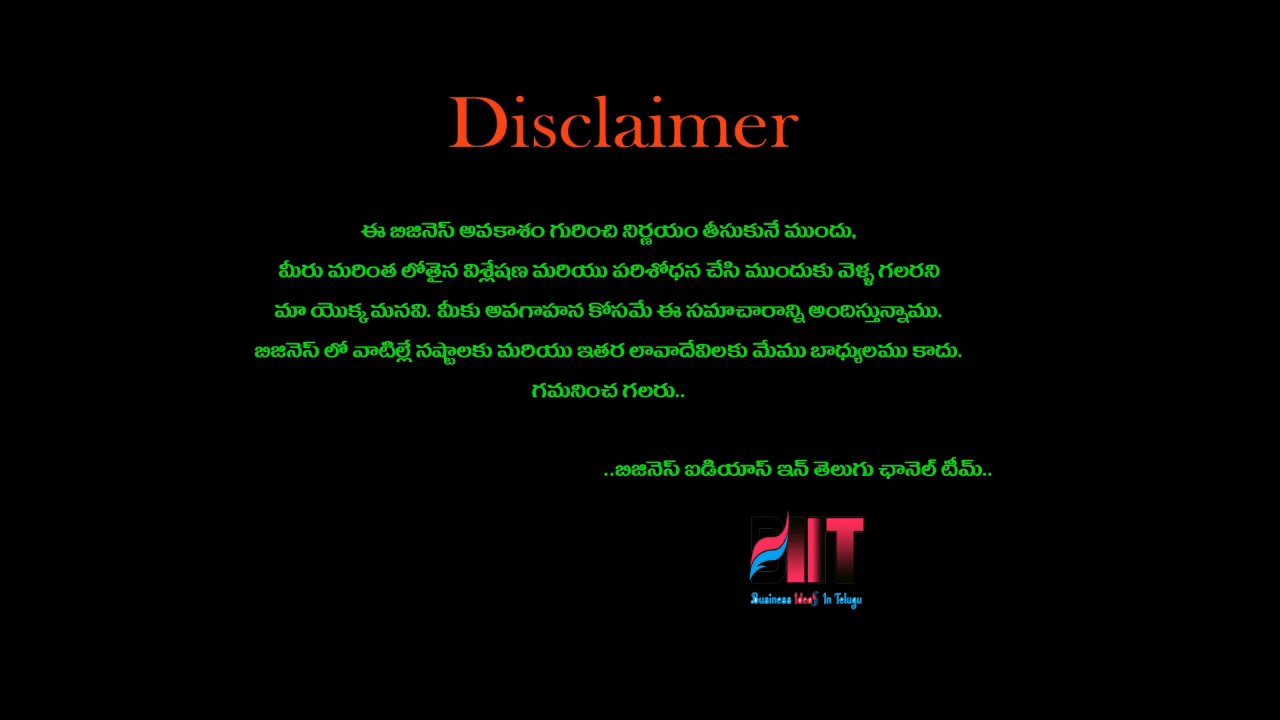 Disclaimer
ఈ బిజినెస్ అవకాశం గురించి నిర్ణయం తీసుకునే ముందు,
మీరు మరింత లోతైన విశ్లేషణ మరియు పరిశోధన చేసి ముందుకు వెళ్ళ గలరని
మా యొక్క మనవి. మీకు అవగాహన కోసమే ఈ సమాచారాన్ని అందిస్తున్నాము.
బిజినెస్ లో వాటిల్లే నష్టాలకు మరియు ఇతర లావాదేవిలకు మేము బాధ్యులము కాదు.
గమనించ గలరు..
..బిజినెస్ ఐడియాస్ ఇన్ తెలుగు ఛానెల్ టీమ్..
BIIT
Business IdeaS In Telugu